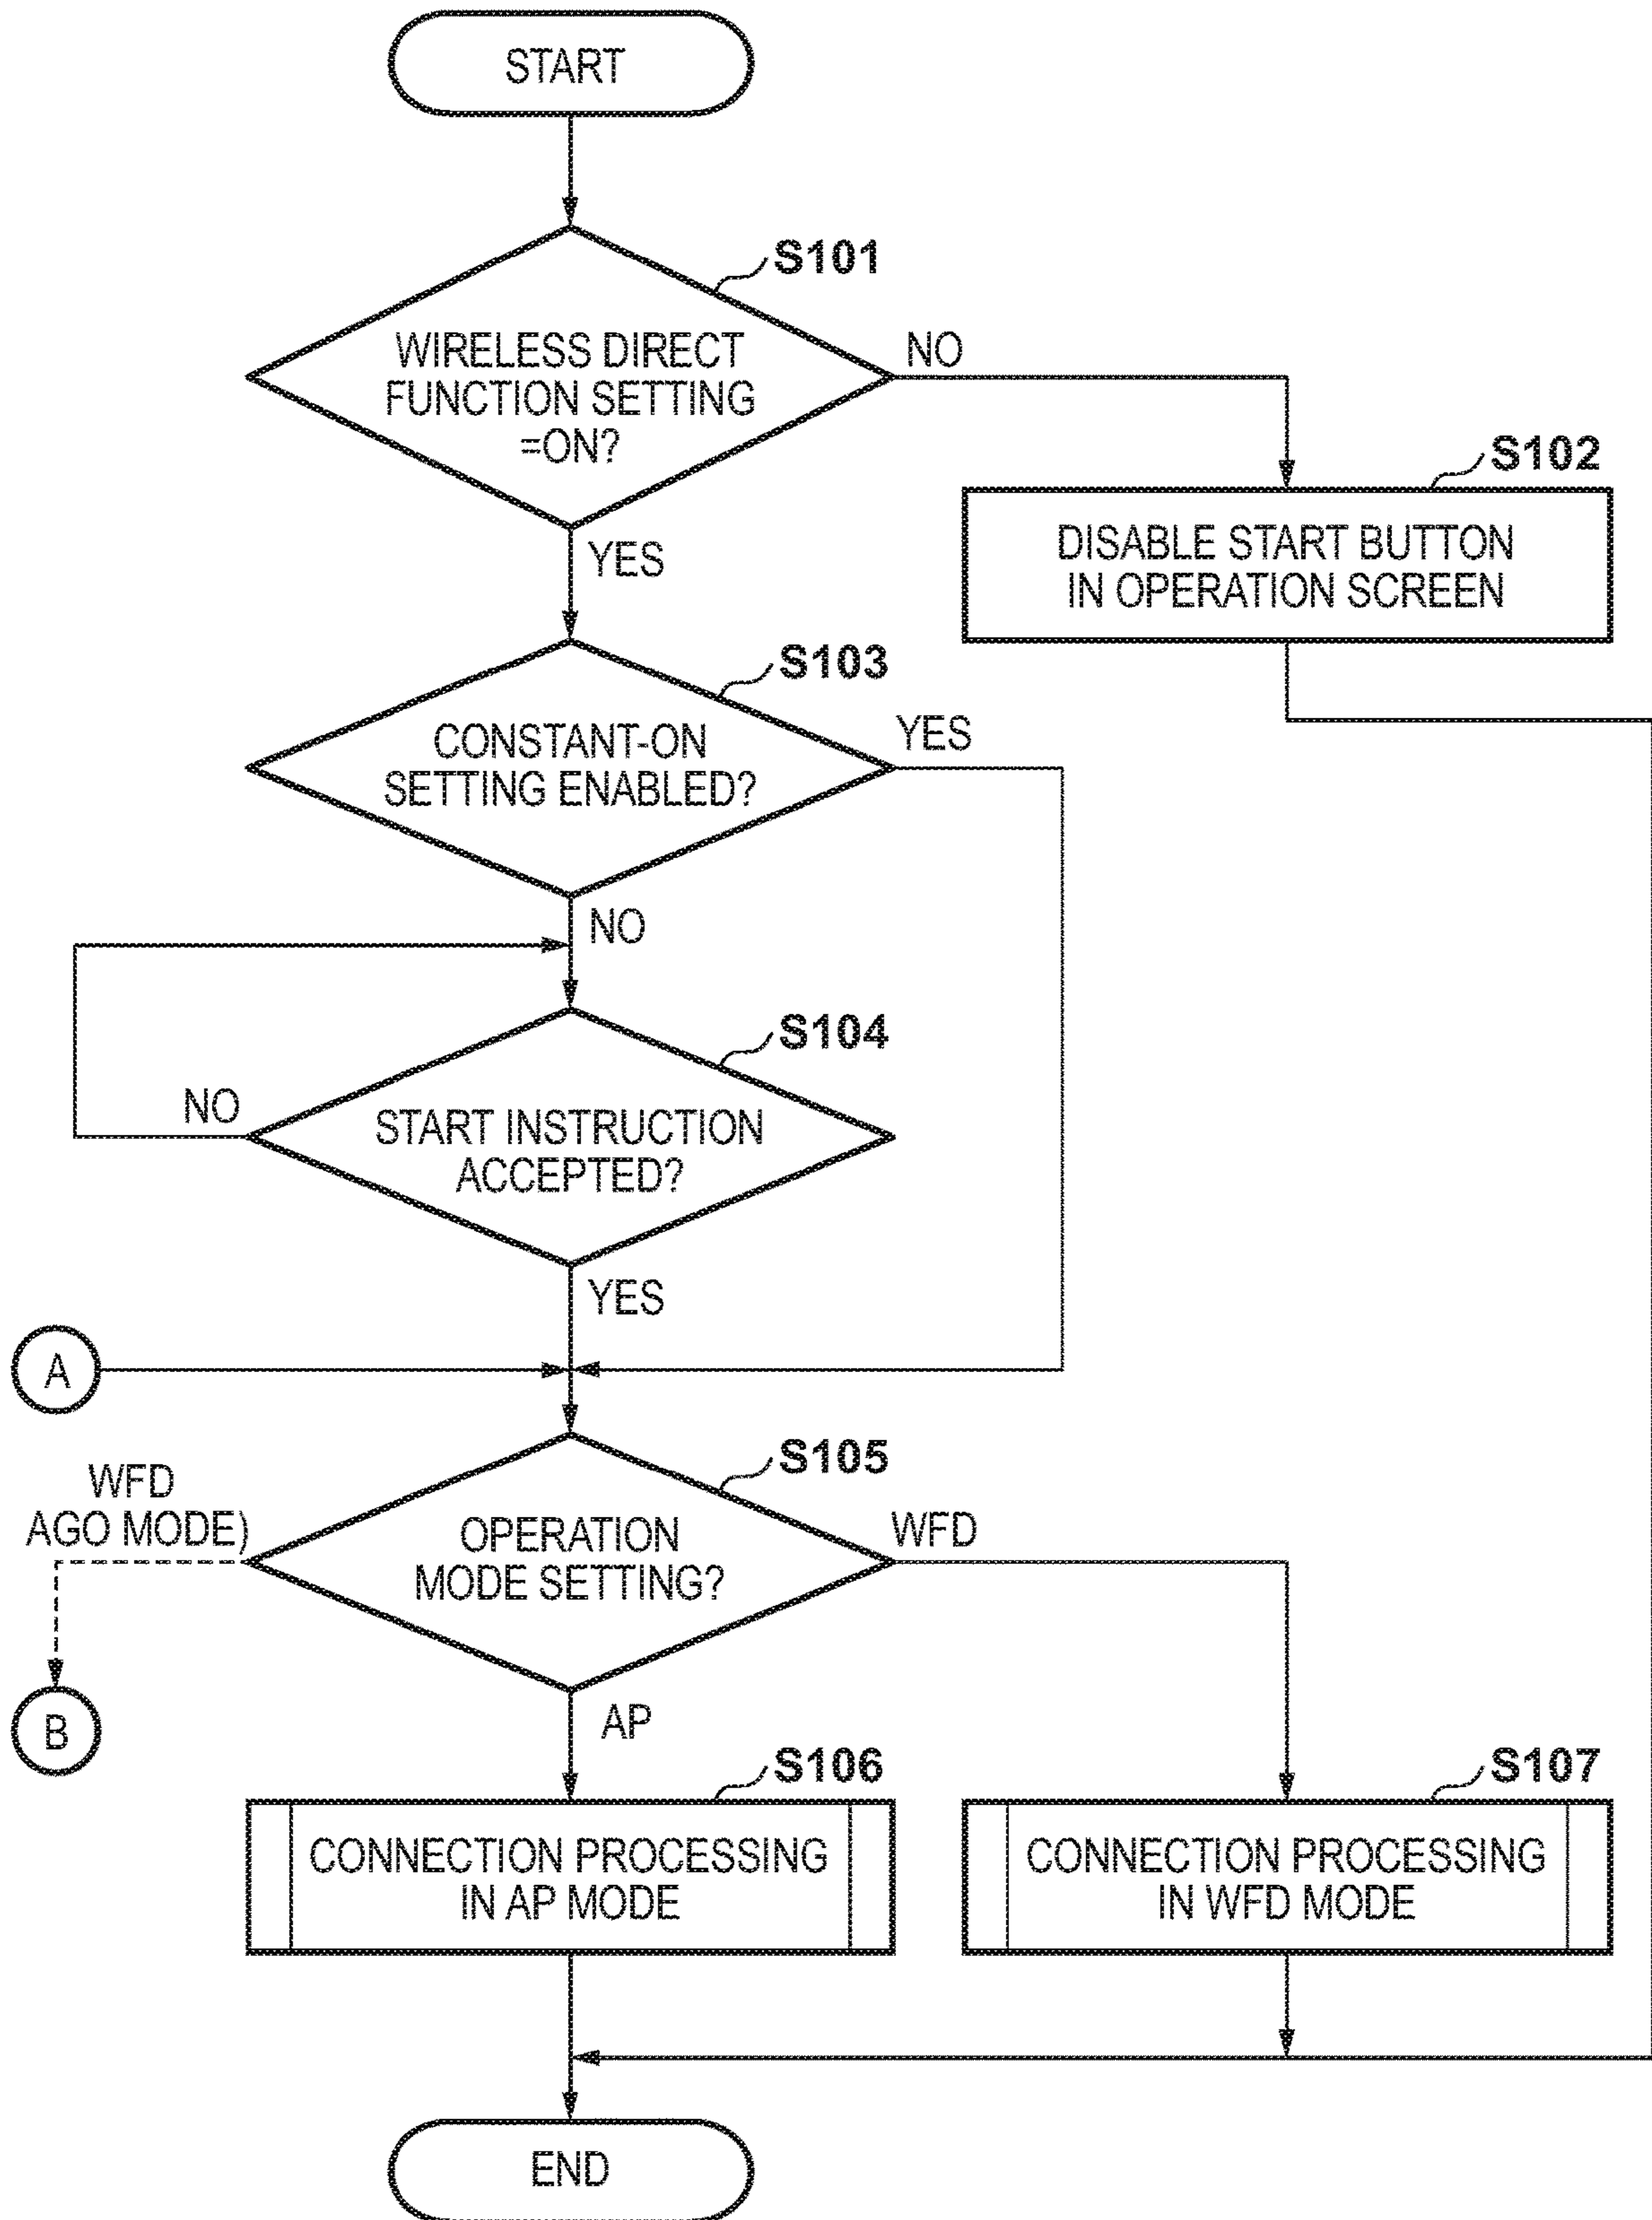 START
S101
WIRELESS DIRECT
FUNCTION SETTING
=ON?
NO
YES
S102
DISABLE START BUTTON
IN OPERATION SCREEN
S103
CONSTANT-ON
SETTING ENABLED?
YES
NO
S104
NO
START INSTRUCTION
ACCEPTED?
YES
A
S105
WFD
AGO MODE)
OPERATION
MODE SETTING?
WFD
B
AP
S106
CONNECTION PROCESSING
IN AP MODE
S107
CONNECTION PROCESSING
IN WFD MODE
END